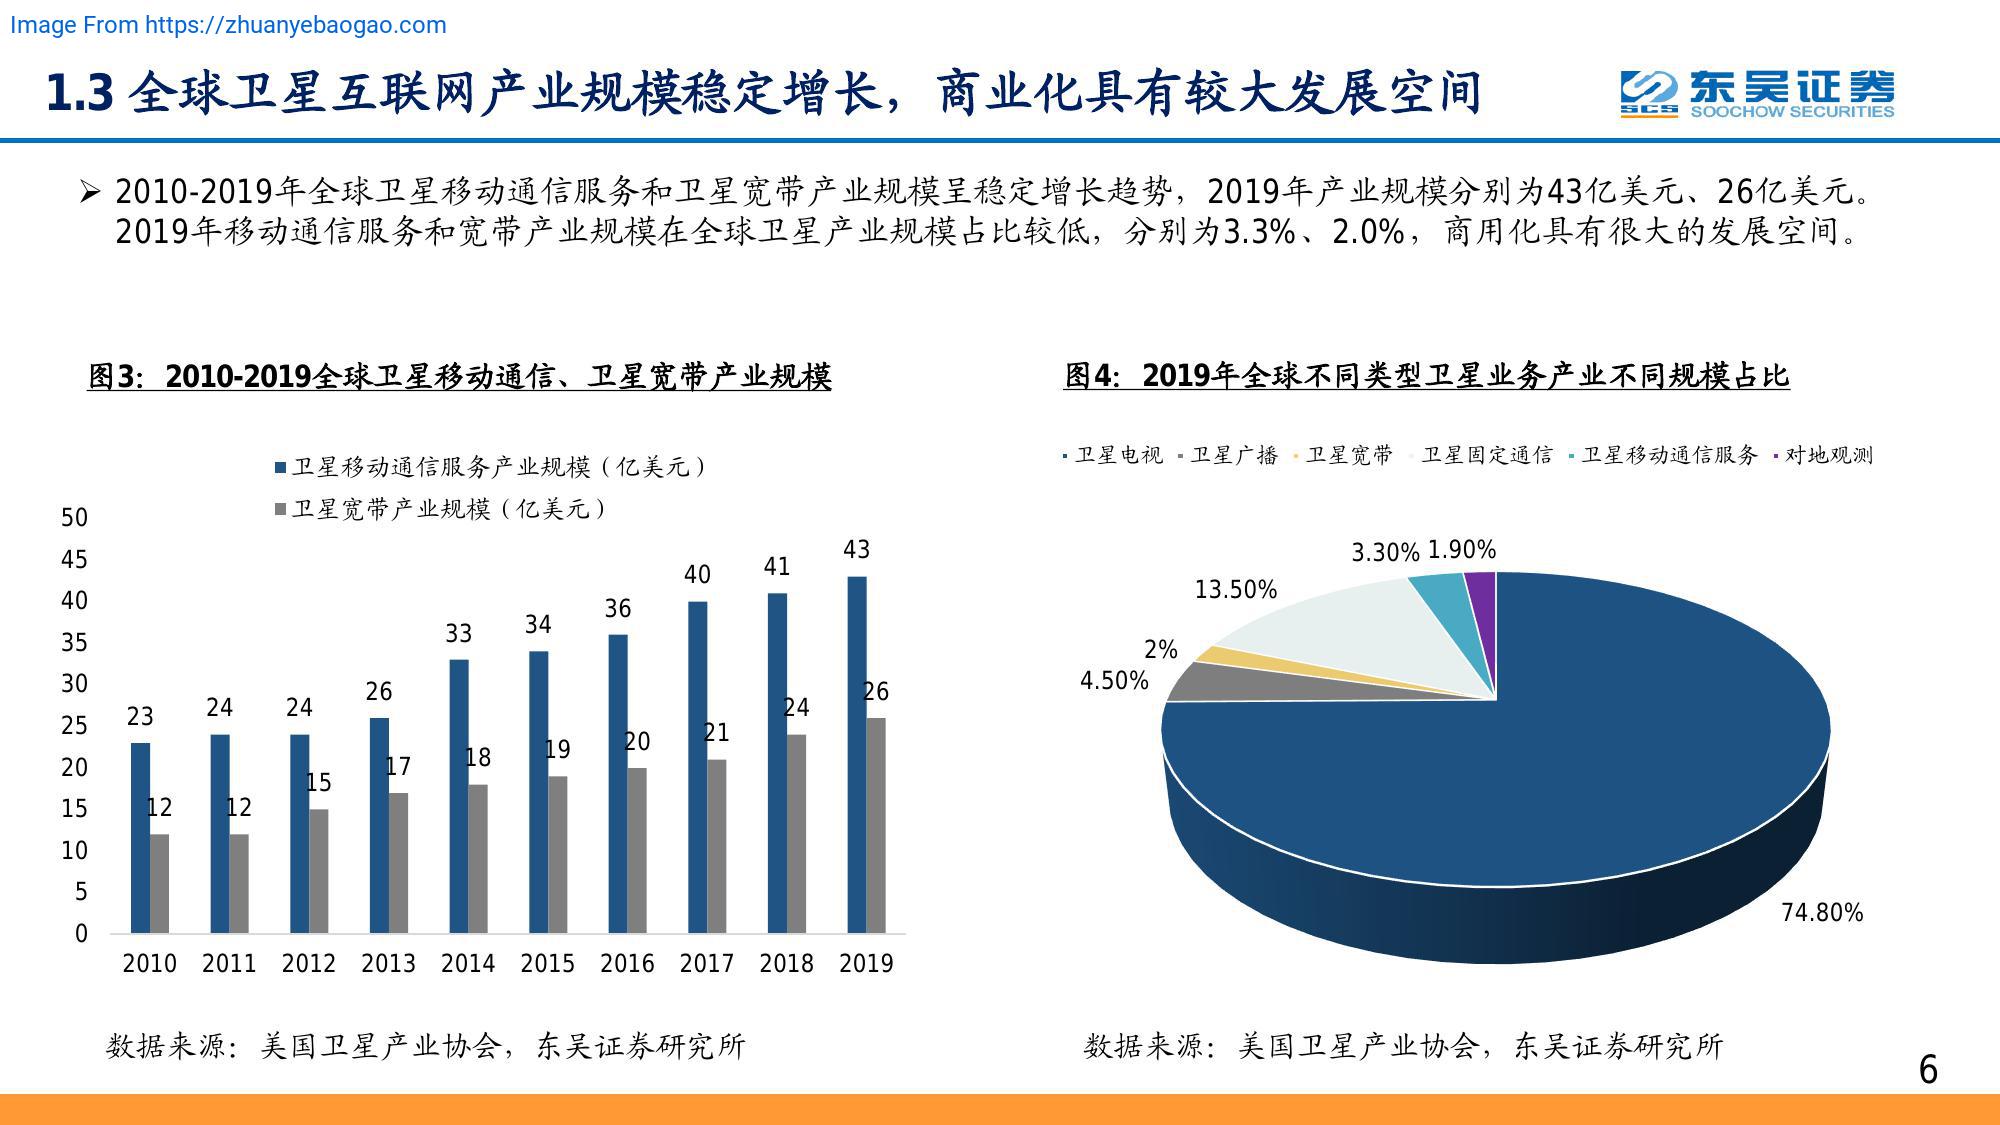 Image From https://zhuanyebaogao.com
1.3 全球卫星互联网产业规模稳定增长，商业化具有较大发展空间
东吴证券
SCS
SOOCHOW SECURITIES
➢ 2010-2019年全球卫星移动通信服务和卫星宽带产业规模呈稳定增长趋势，2019年产业规模分别为43亿美元、26亿美元。
2019年移动通信服务和宽带产业规模在全球卫星产业规模占比较低，分别为3.3%、2.0%，商用化具有很大的发展空间。
图3：2010-2019全球卫星移动通信、卫星宽带产业规模
卫星移动通信服务产业规模（亿美元）
卫星宽带产业规模（亿美元）
50
45
40
35
30
25
20
15
10
5
0
23 24 24 26 33 34 36 40 41 43
12 12 15 17 18 19 20 21 24 26
2010 2011 2012 2013 2014 2015 2016 2017 2018 2019
数据来源：美国卫星产业协会，东吴证券研究所
图4：2019年全球不同类型卫星业务产业不同规模占比
卫星电视 卫星广播 卫星宽带 卫星固定通信 卫星移动通信服务 对地观测
3.30% 1.90%
13.50%
2%
4.50%
74.80%
数据来源：美国卫星产业协会，东吴证券研究所
6